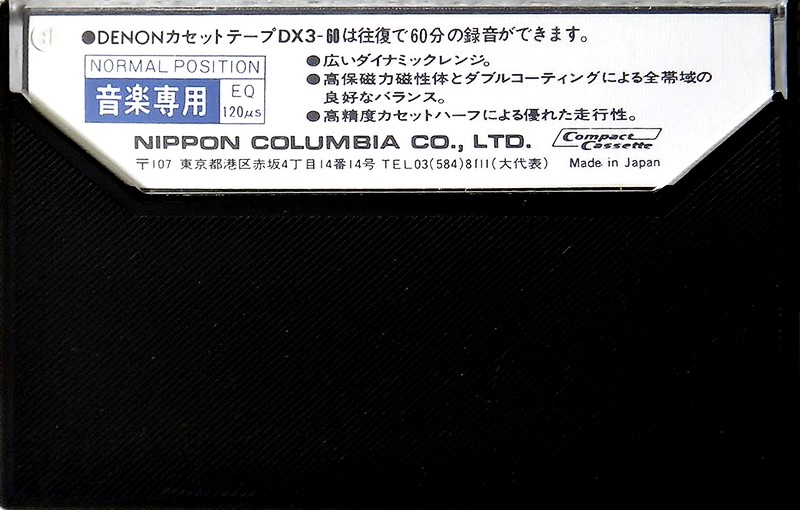 ●DENONカセットテープDX3-60は往復で60分の録音ができます。
NORMAL POSITION
音楽専用
EQ
120μs
●広いダイナミックレンジ。
●高保磁力磁性体とダブルコーティングによる全帯域の
良好なバランス。
●高精度カセットハーフによる優れた走行性。
NIPPON COLUMBIA CO., LTD.
Compact
Cassette
〒107 東京都港区赤坂4丁目14番14号 TEL03(584)8111(大代表)
Made in Japan